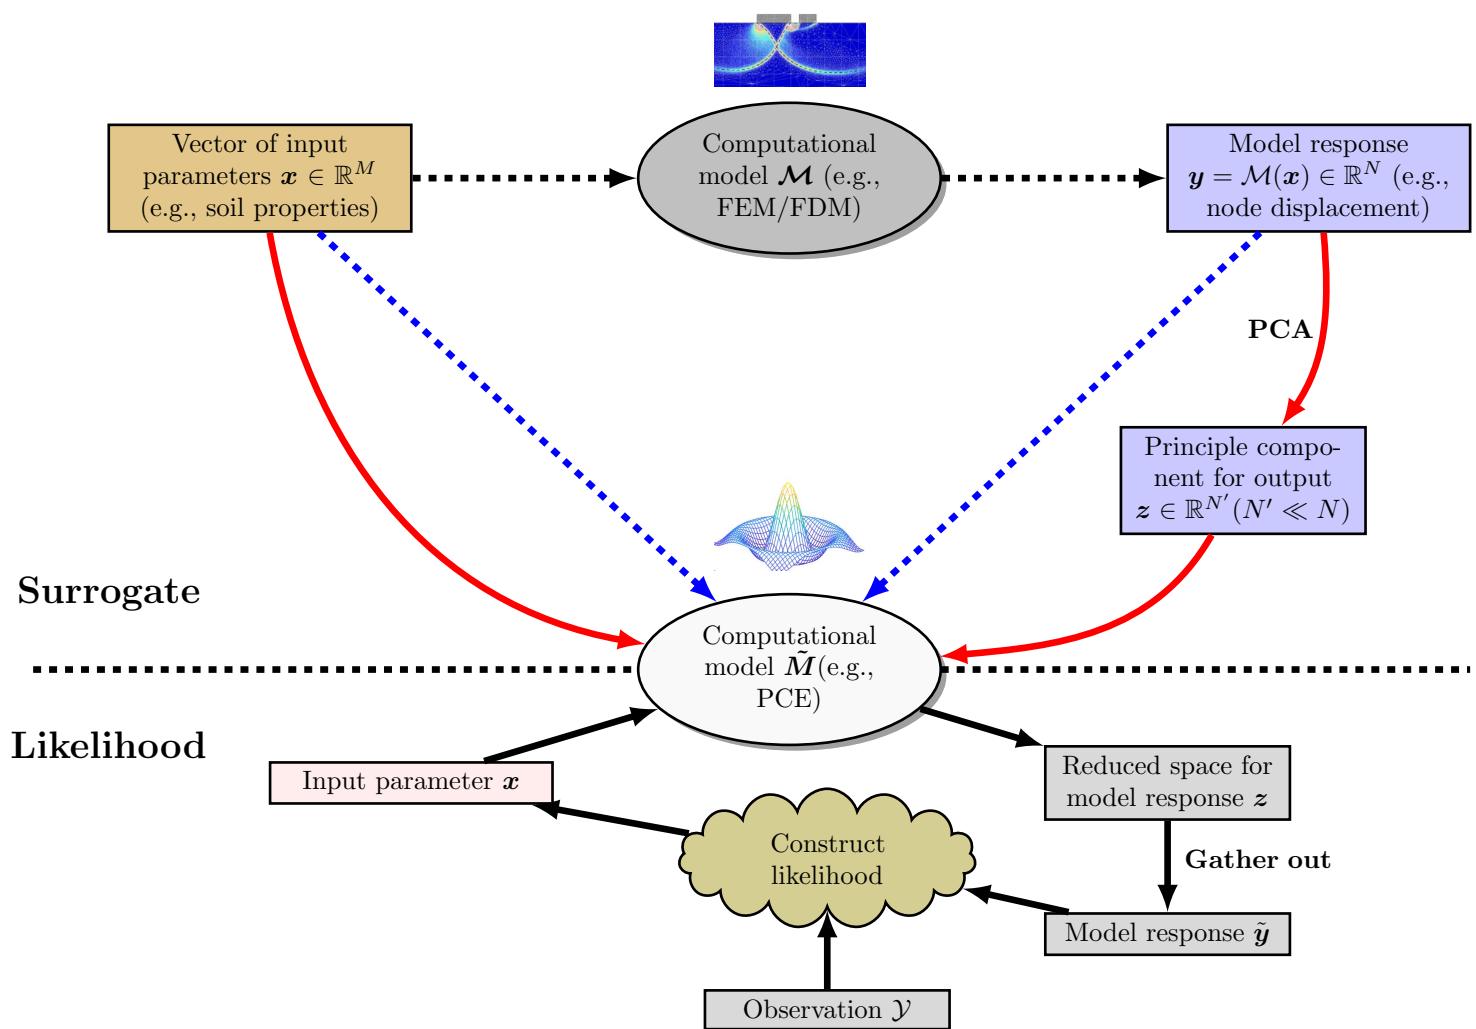 Vector of input
parameters 𝒙 ∈ ℝ^M
(e.g., soil properties)
Computational
model 𝓜 (e.g.,
FEM/FDM)
Model response
𝒚 = ℳ(𝒙) ∈ ℝ^N (e.g.,
node displacement)
PCA
Principle compo-
nent for output
𝒛 ∈ ℝ^{N′}(N′ ≪ N)
Surrogate
Computational
model 𝑴̃(e.g.,
PCE)
Likelihood
Input parameter 𝒙
Reduced space for
model response 𝒛
Construct
likelihood
Gather out
Model response 𝒚̃
Observation 𝒴